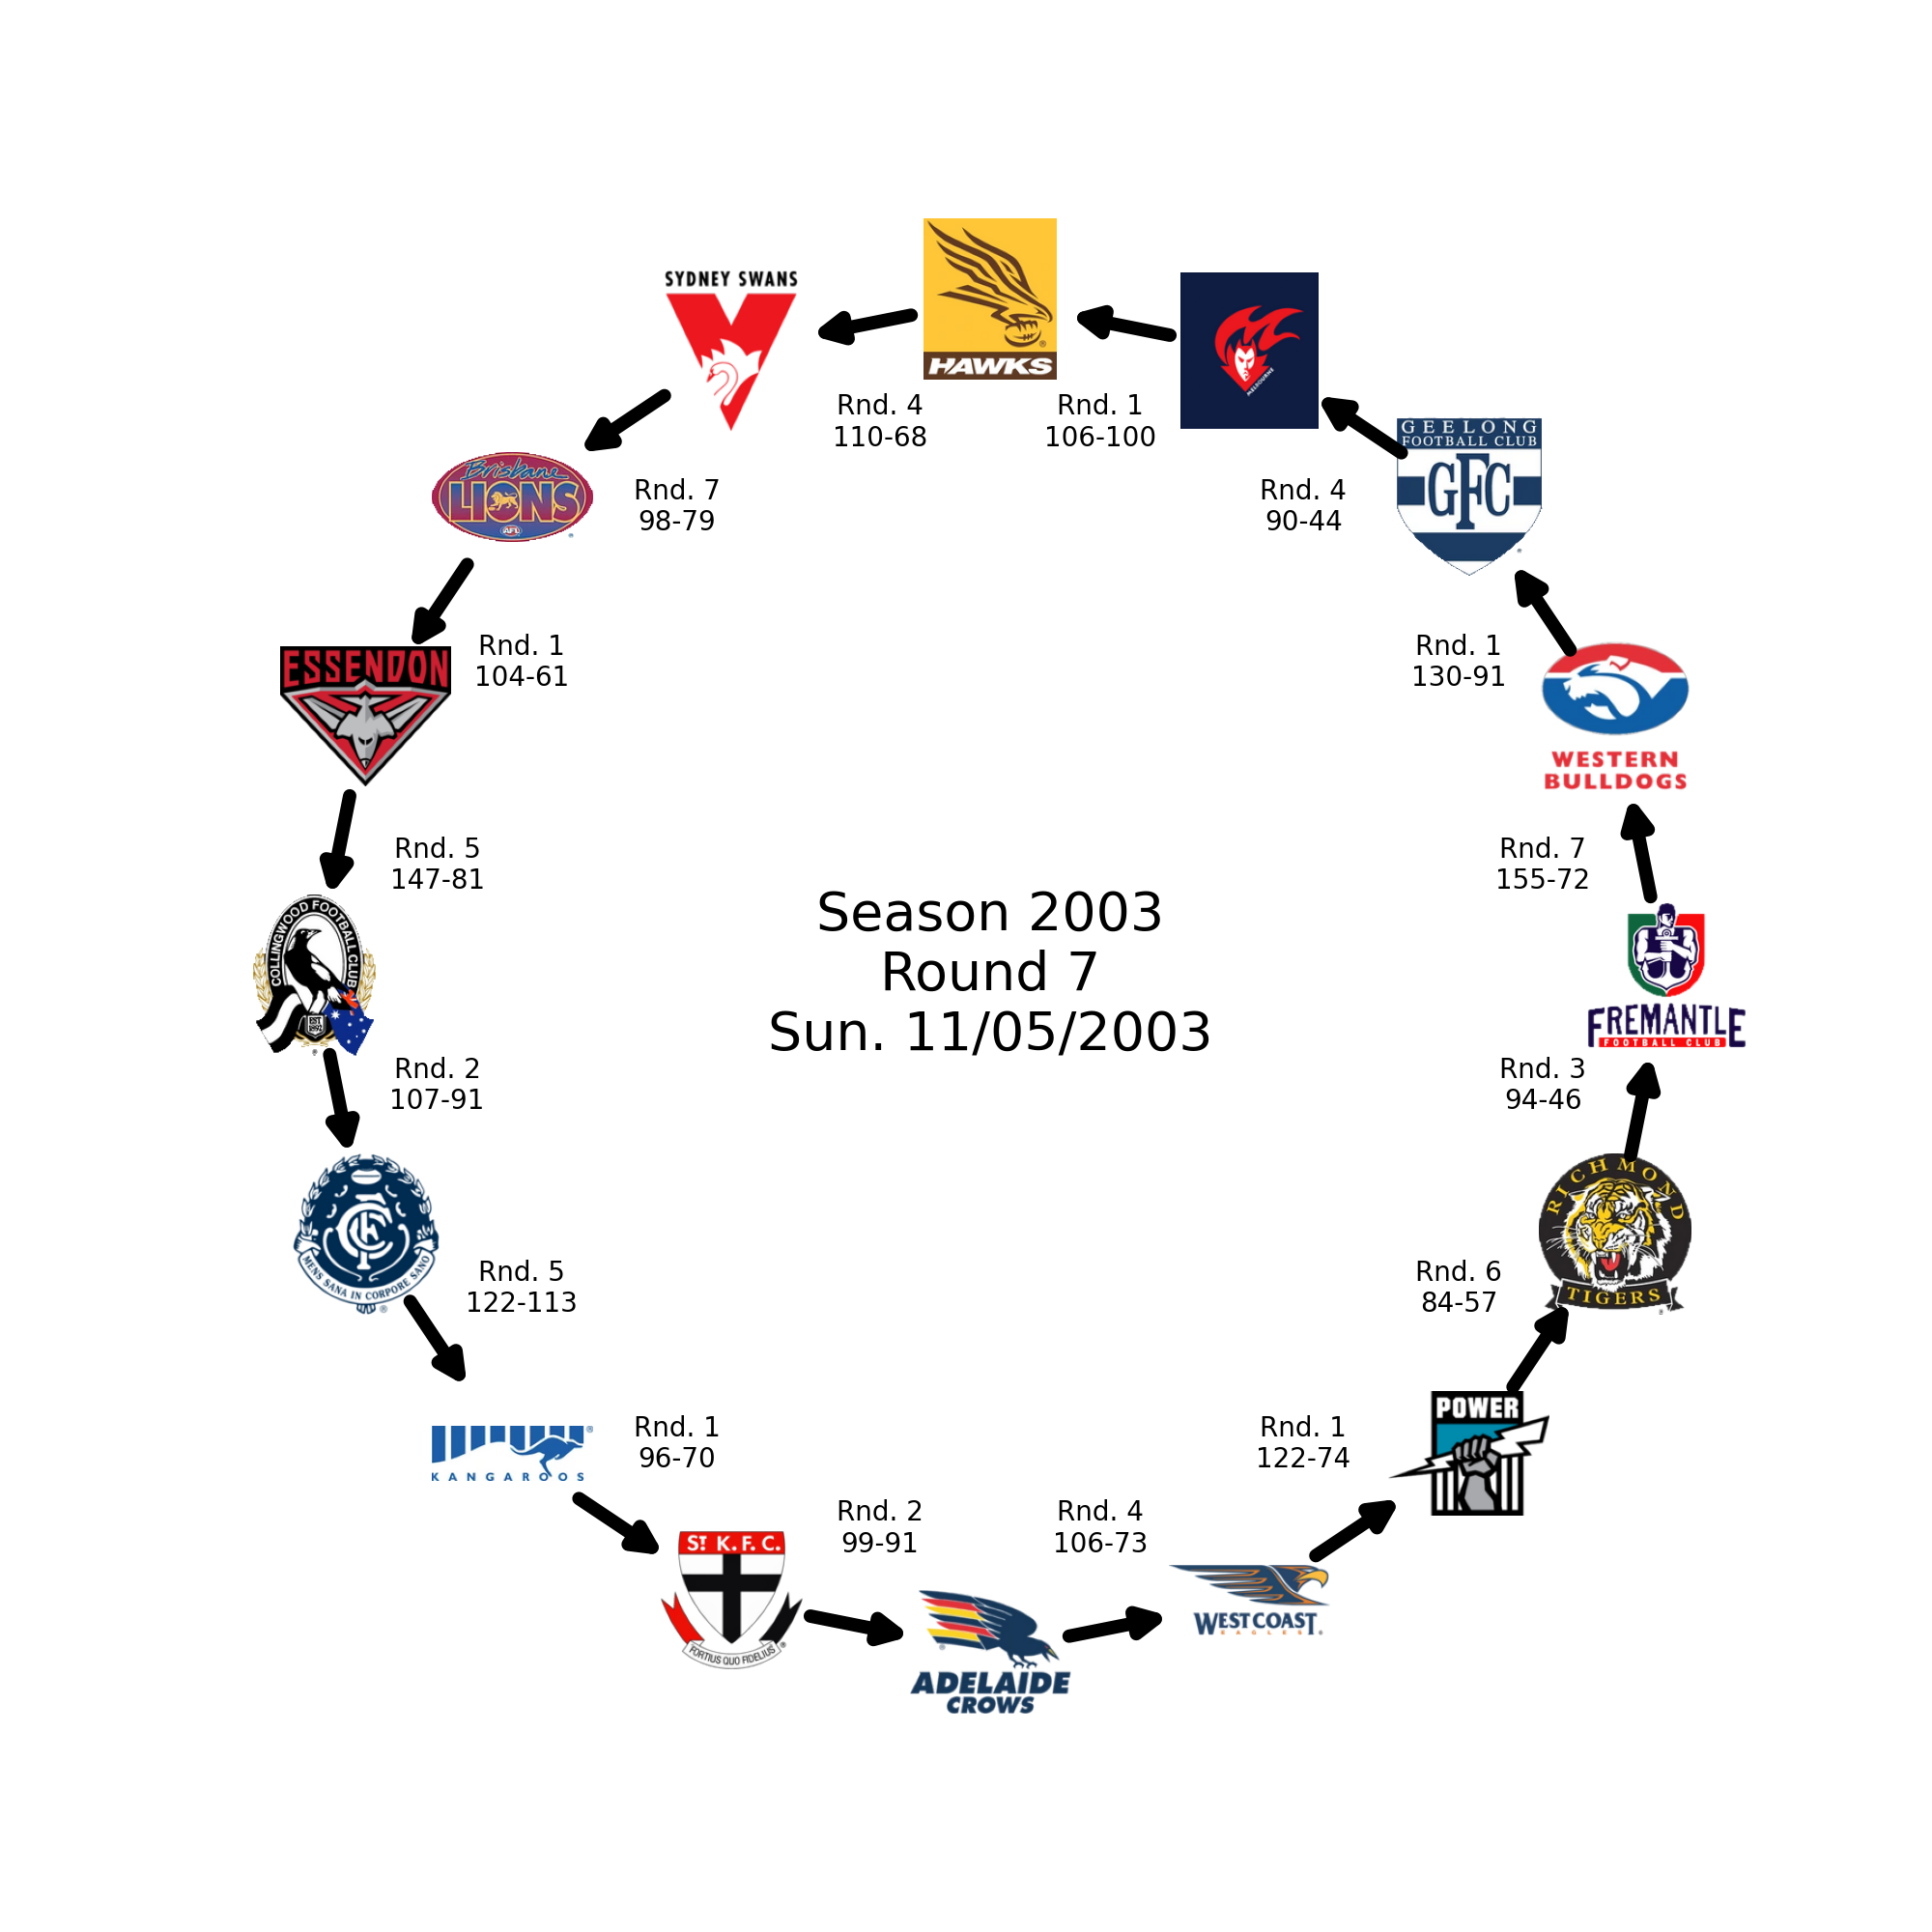 SYDNEY SWANS
HAWKS
MELBOURNE
GEELONG
FOOTBALL CLUB
GFC
Rnd. 4
110-68
Rnd. 1
106-100
Brisbane
LIONS
AFL
Rnd. 7
98-79
Rnd. 4
90-44
ESSENDON
Rnd. 1
104-61
Rnd. 1
130-91
WESTERN
BULLDOGS
Rnd. 5
147-81
Rnd. 7
155-72
COLLINGWOOD FOOTBALL CLUB
EST
1892
Season 2003
Round 7
Sun. 11/05/2003
FREMANTLE
FOOTBALL CLUB
Rnd. 2
107-91
Rnd. 3
94-46
CFC
MENS SANA IN CORPORE SANO
RICHMOND
TIGERS
Rnd. 5
122-113
Rnd. 6
84-57
KANGAROOS
Rnd. 1
96-70
Rnd. 1
122-74
POWER
Rnd. 2
99-91
Rnd. 4
106-73
ST K.F.C.
FORTIUS QUO FIDELIUS
WEST COAST
EAGLES
ADELAIDE
CROWS